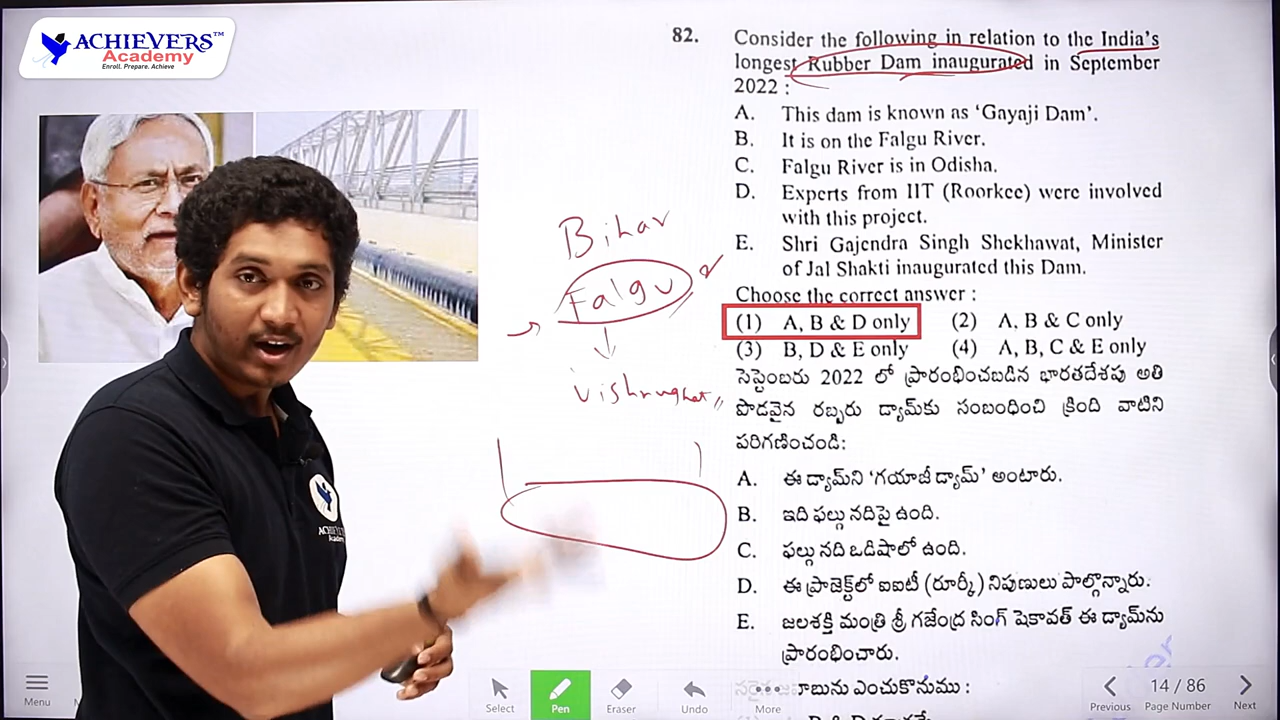 ACHIEVERS™
Academy
Enroll. Prepare. Achieve
82. Consider the following in relation to the India's
longest Rubber Dam inaugurated in September
2022 :
A. This dam is known as 'Gayaji Dam'.
B. It is on the Falgu River.
C. Falgu River is in Odisha.
D. Experts from IIT (Roorkee) were involved
with this project.
E. Shri Gajendra Singh Shekhawat, Minister
of Jal Shakti inaugurated this Dam.
Choose the correct answer :
(1) A, B & D only (2) A, B & C only
(3) B, D & E only (4) A, B, C & E only
సెప్టెంబరు 2022 లో ప్రారంభించబడిన భారతదేశపు అతి
పొడవైన రబ్బరు డ్యామ్‌కు సంబంధించి క్రింది వాటిని
పరిగణించండి:
A. ఈ డ్యామ్‌ని 'గయాజీ డ్యామ్' అంటారు.
B. ఇది ఫల్గు నదిపై ఉంది.
C. ఫల్గు నది ఒడిషాలో ఉంది.
D. ఈ ప్రాజెక్ట్‌లో ఐఐటీ (రూర్కీ) నిపుణులు పాల్గొన్నారు.
E. జలశక్తి మంత్రి శ్రీ గజేంద్ర సింగ్ షెకావత్ ఈ డ్యామ్‌ను
ప్రారంభించారు.
ఎంచుకొనుము :
Bihar
Falgu
ACHIEVERS
Academy
Menu
Select
Pen
Eraser
Undo
More
Previous
14 / 86
Page Number
Next